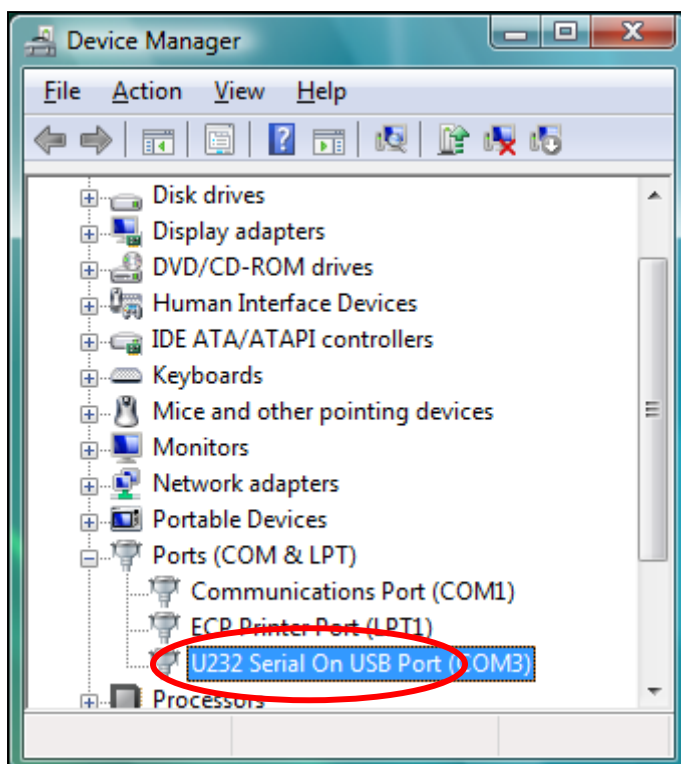 Device Manager
File Action View Help
Disk drives
Display adapters
DVD/CD-ROM drives
Human Interface Devices
IDE ATA/ATAPI controllers
Keyboards
Mice and other pointing devices
Monitors
Network adapters
Portable Devices
Ports (COM & LPT)
Communications Port (COM1)
ECP Printer Port (LPT1)
U232 Serial On USB Port (COM3)
Processors